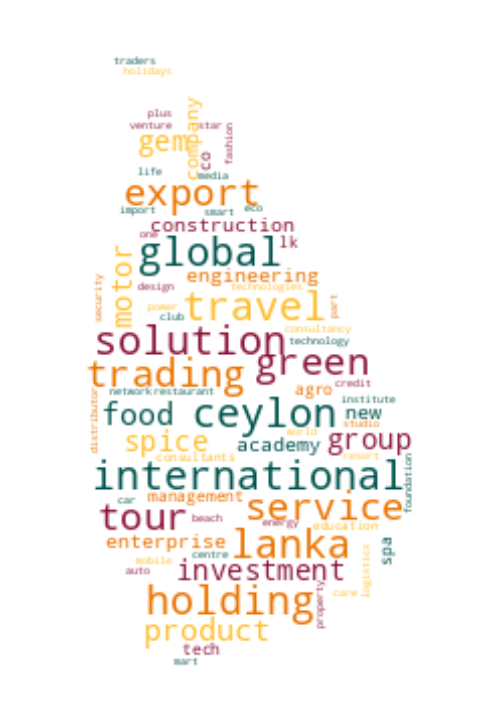 traders
holidays
plus
venture star
gem
company
co
fashion
life
media
export
import smart eco
construction
one
global lk
engineering
motor
security
design technologies
travel
power
part
club
consultancy
solution
technology
green
trading
credit
agro
network restaurant
institute
distributor
food ceylon new
studio
world
spice academy group
consultants
resort
international
foundation
management
car
service
tour beach
energy education
enterprise lanka
spa
centre
mobile
logistics
auto investment
care
property
holding
product
tech
mart